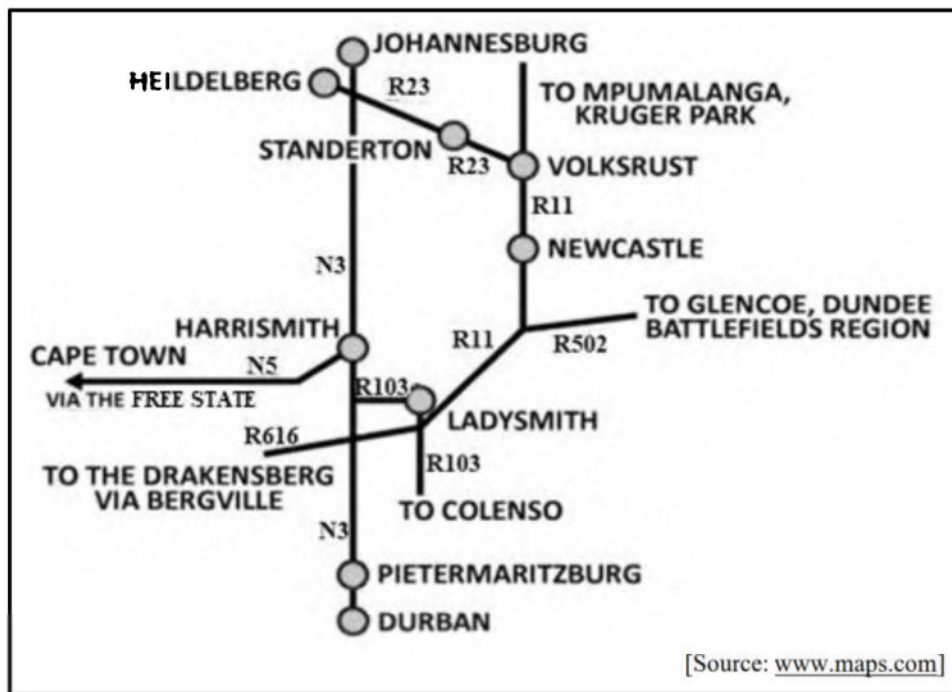 JOHANNESBURG
HEILDELBERG
R23
TO MPUMALANGA,
KRUGER PARK
STANDERTON
R23
VOLKSRUST
R11
NEWCASTLE
N3
TO GLENCOE, DUNDEE
BATTLEFIELDS REGION
HARRISMITH
R11
R502
CAPE TOWN
N5
VIA THE FREE STATE
R103
LADYSMITH
R616
R103
TO THE DRAKENSBERG
VIA BERGVILLE
TO COLENSO
N3
PIETERMARITZBURG
DURBAN
[Source: www.maps.com]